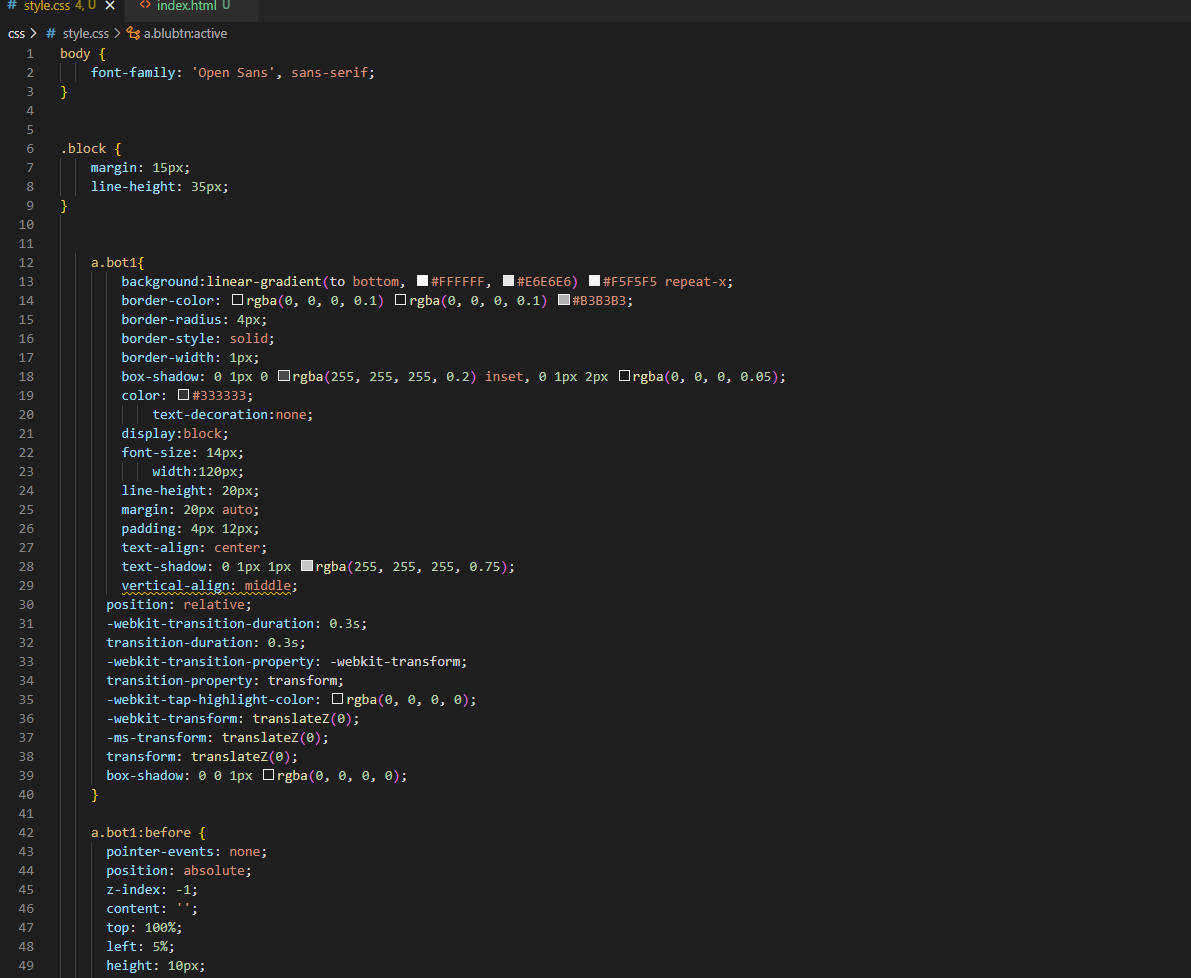 # style.css 4, U ✕ <> index.html U
css > # style.css > a.blubtn:active
1 body {
2     font-family: 'Open Sans', sans-serif;
3 }
4
5
6 .block {
7     margin: 15px;
8     line-height: 35px;
9 }
10
11
12     a.bot1{
13         background:linear-gradient(to bottom, #FFFFFF, #E6E6E6) #F5F5F5 repeat-x;
14         border-color: rgba(0, 0, 0, 0.1) rgba(0, 0, 0, 0.1) #B3B3B3;
15         border-radius: 4px;
16         border-style: solid;
17         border-width: 1px;
18         box-shadow: 0 1px 0 rgba(255, 255, 255, 0.2) inset, 0 1px 2px rgba(0, 0, 0, 0.05);
19         color: #333333;
20             text-decoration:none;
21         display:block;
22         font-size: 14px;
23             width:120px;
24         line-height: 20px;
25         margin: 20px auto;
26         padding: 4px 12px;
27         text-align: center;
28         text-shadow: 0 1px 1px rgba(255, 255, 255, 0.75);
29         vertical-align: middle;
30       position: relative;
31       -webkit-transition-duration: 0.3s;
32       transition-duration: 0.3s;
33       -webkit-transition-property: -webkit-transform;
34       transition-property: transform;
35       -webkit-tap-highlight-color: rgba(0, 0, 0, 0);
36       -webkit-transform: translateZ(0);
37       -ms-transform: translateZ(0);
38       transform: translateZ(0);
39       box-shadow: 0 0 1px rgba(0, 0, 0, 0);
40     }
41
42     a.bot1:before {
43       pointer-events: none;
44       position: absolute;
45       z-index: -1;
46       content: '';
47       top: 100%;
48       left: 5%;
49       height: 10px;